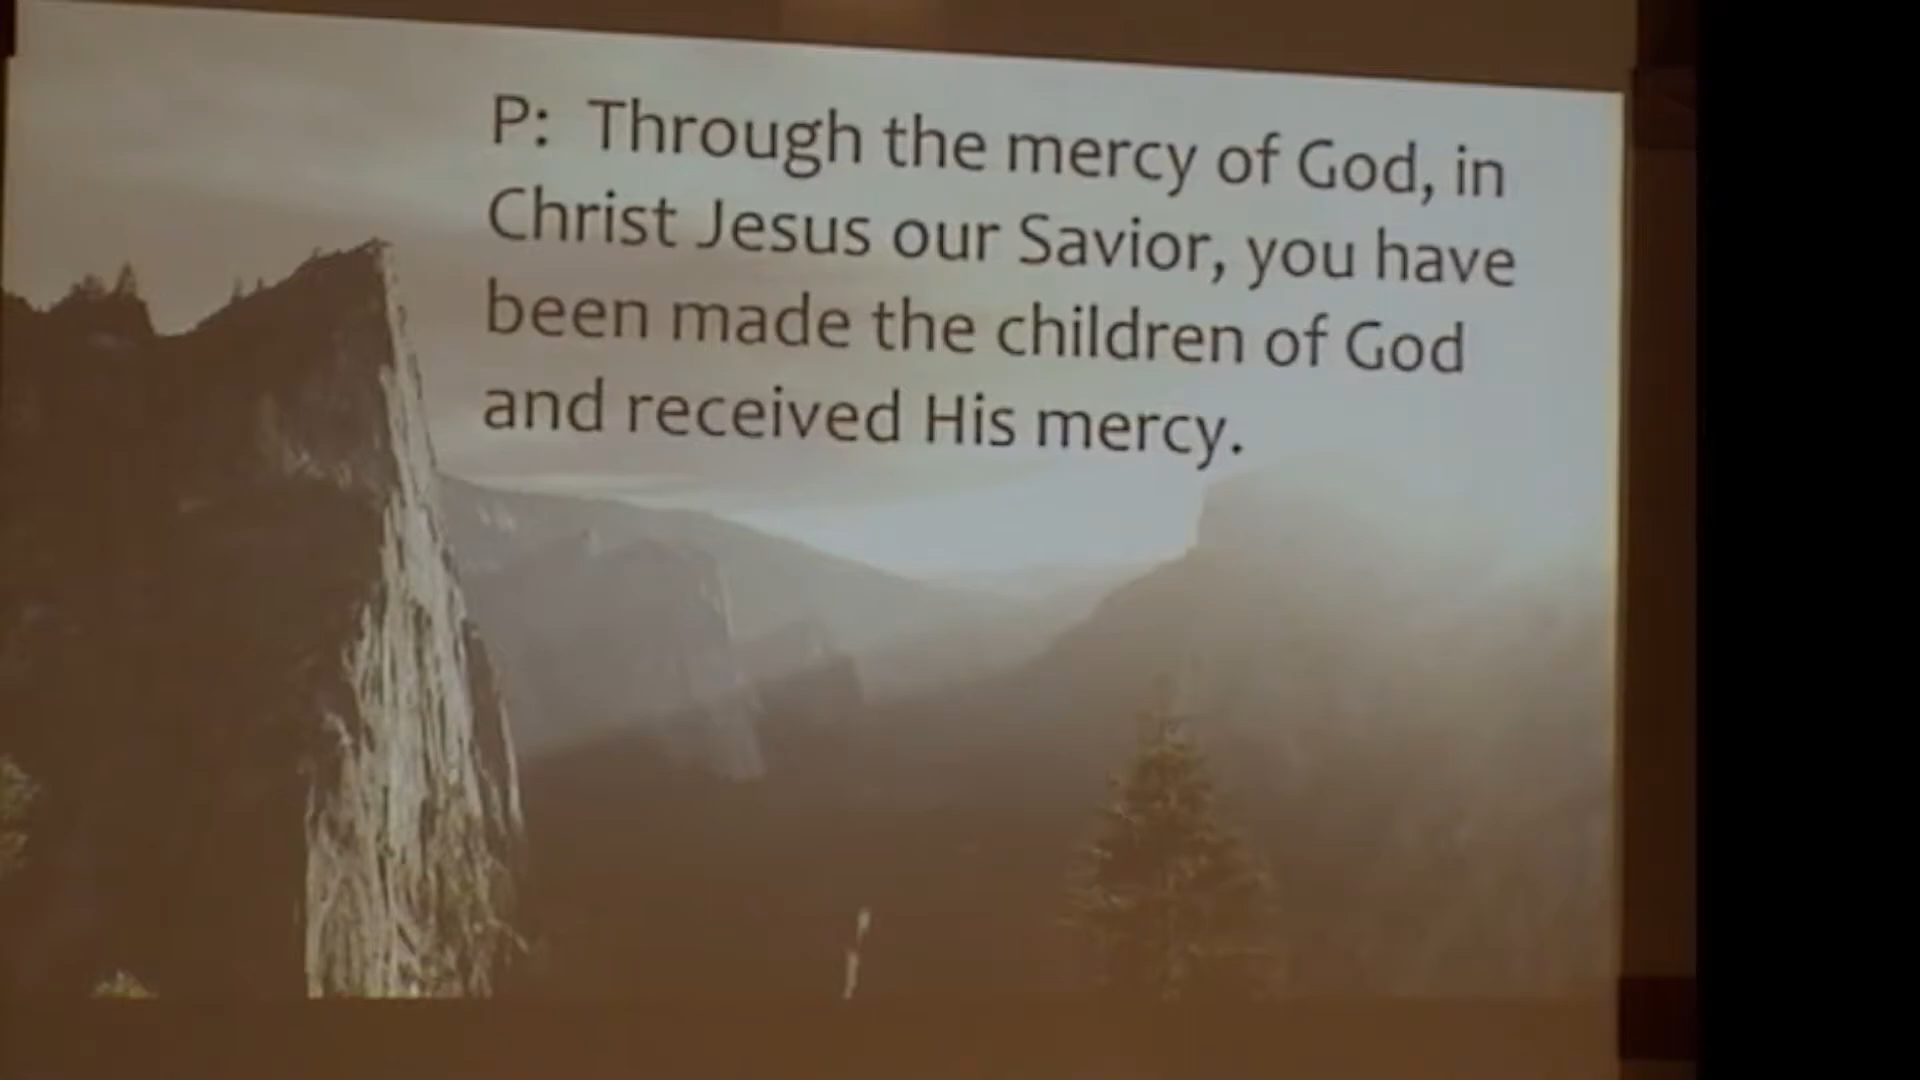 P: Through the mercy of God, in
Christ Jesus our Savior, you have
been made the children of God
and received His mercy.